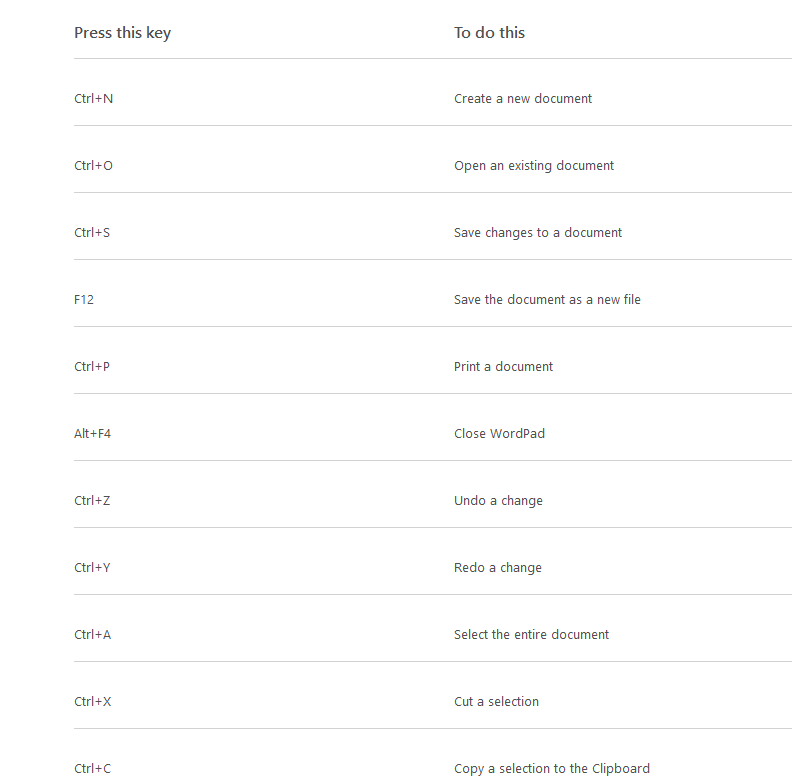 Press this key To do this
Ctrl+N Create a new document
Ctrl+O Open an existing document
Ctrl+S Save changes to a document
F12 Save the document as a new file
Ctrl+P Print a document
Alt+F4 Close WordPad
Ctrl+Z Undo a change
Ctrl+Y Redo a change
Ctrl+A Select the entire document
Ctrl+X Cut a selection
Ctrl+C Copy a selection to the Clipboard